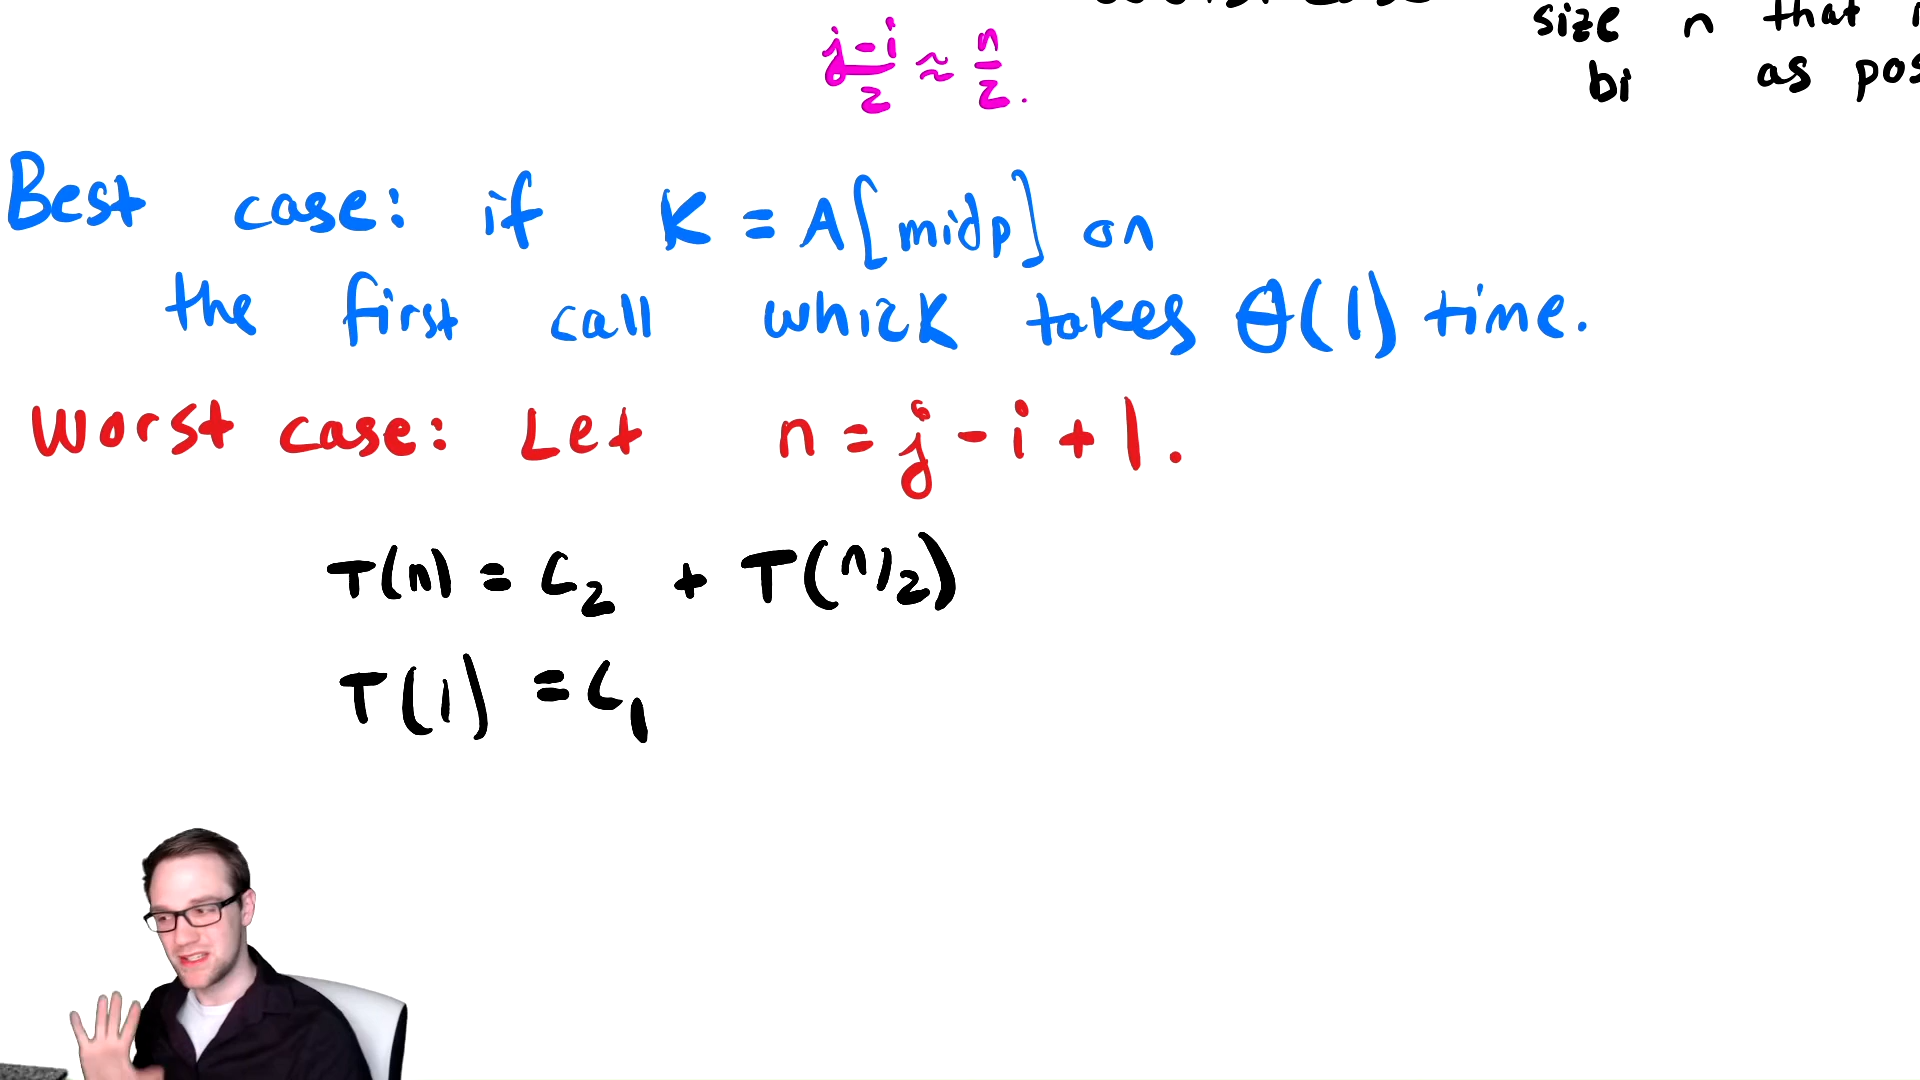 size n that
j-i/2 ≈ n/2.
bi as pos
Best case: if K = A[midp] on
the first call which takes θ(1) time.
Worst case: Let n = j - i + 1.
T(n) = C₂ + T(n/2)
T(1) = C₁